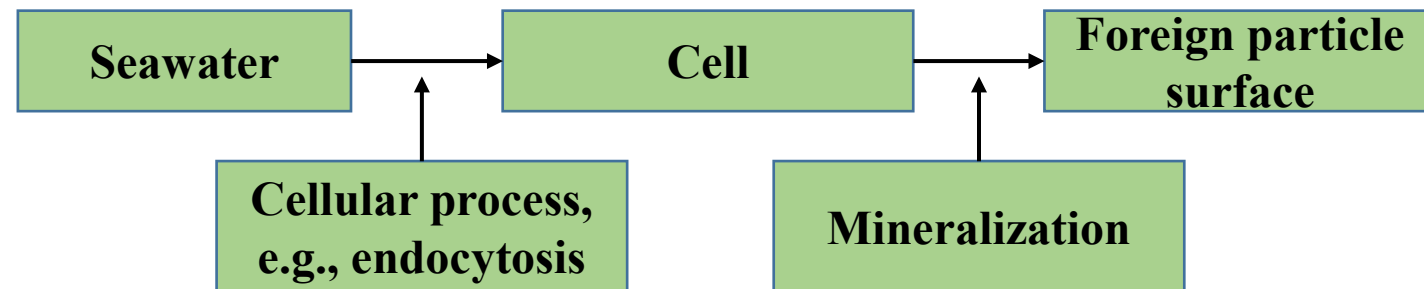 Seawater
Cell
Foreign particle
surface
Cellular process,
e.g., endocytosis
Mineralization